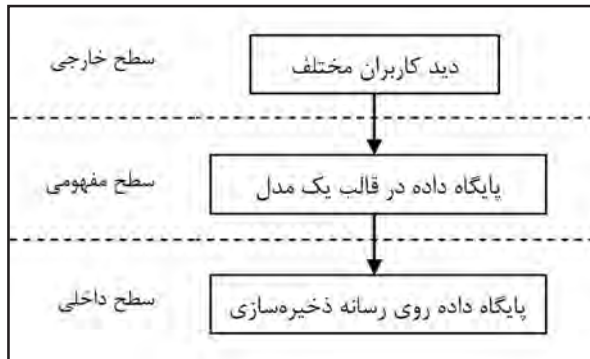 سطح خارجی
دید کاربران مختلف
سطح مفهومی
پایگاه داده در قالب یک مدل
سطح داخلی
پایگاه داده روی رسانه ذخیره‌سازی